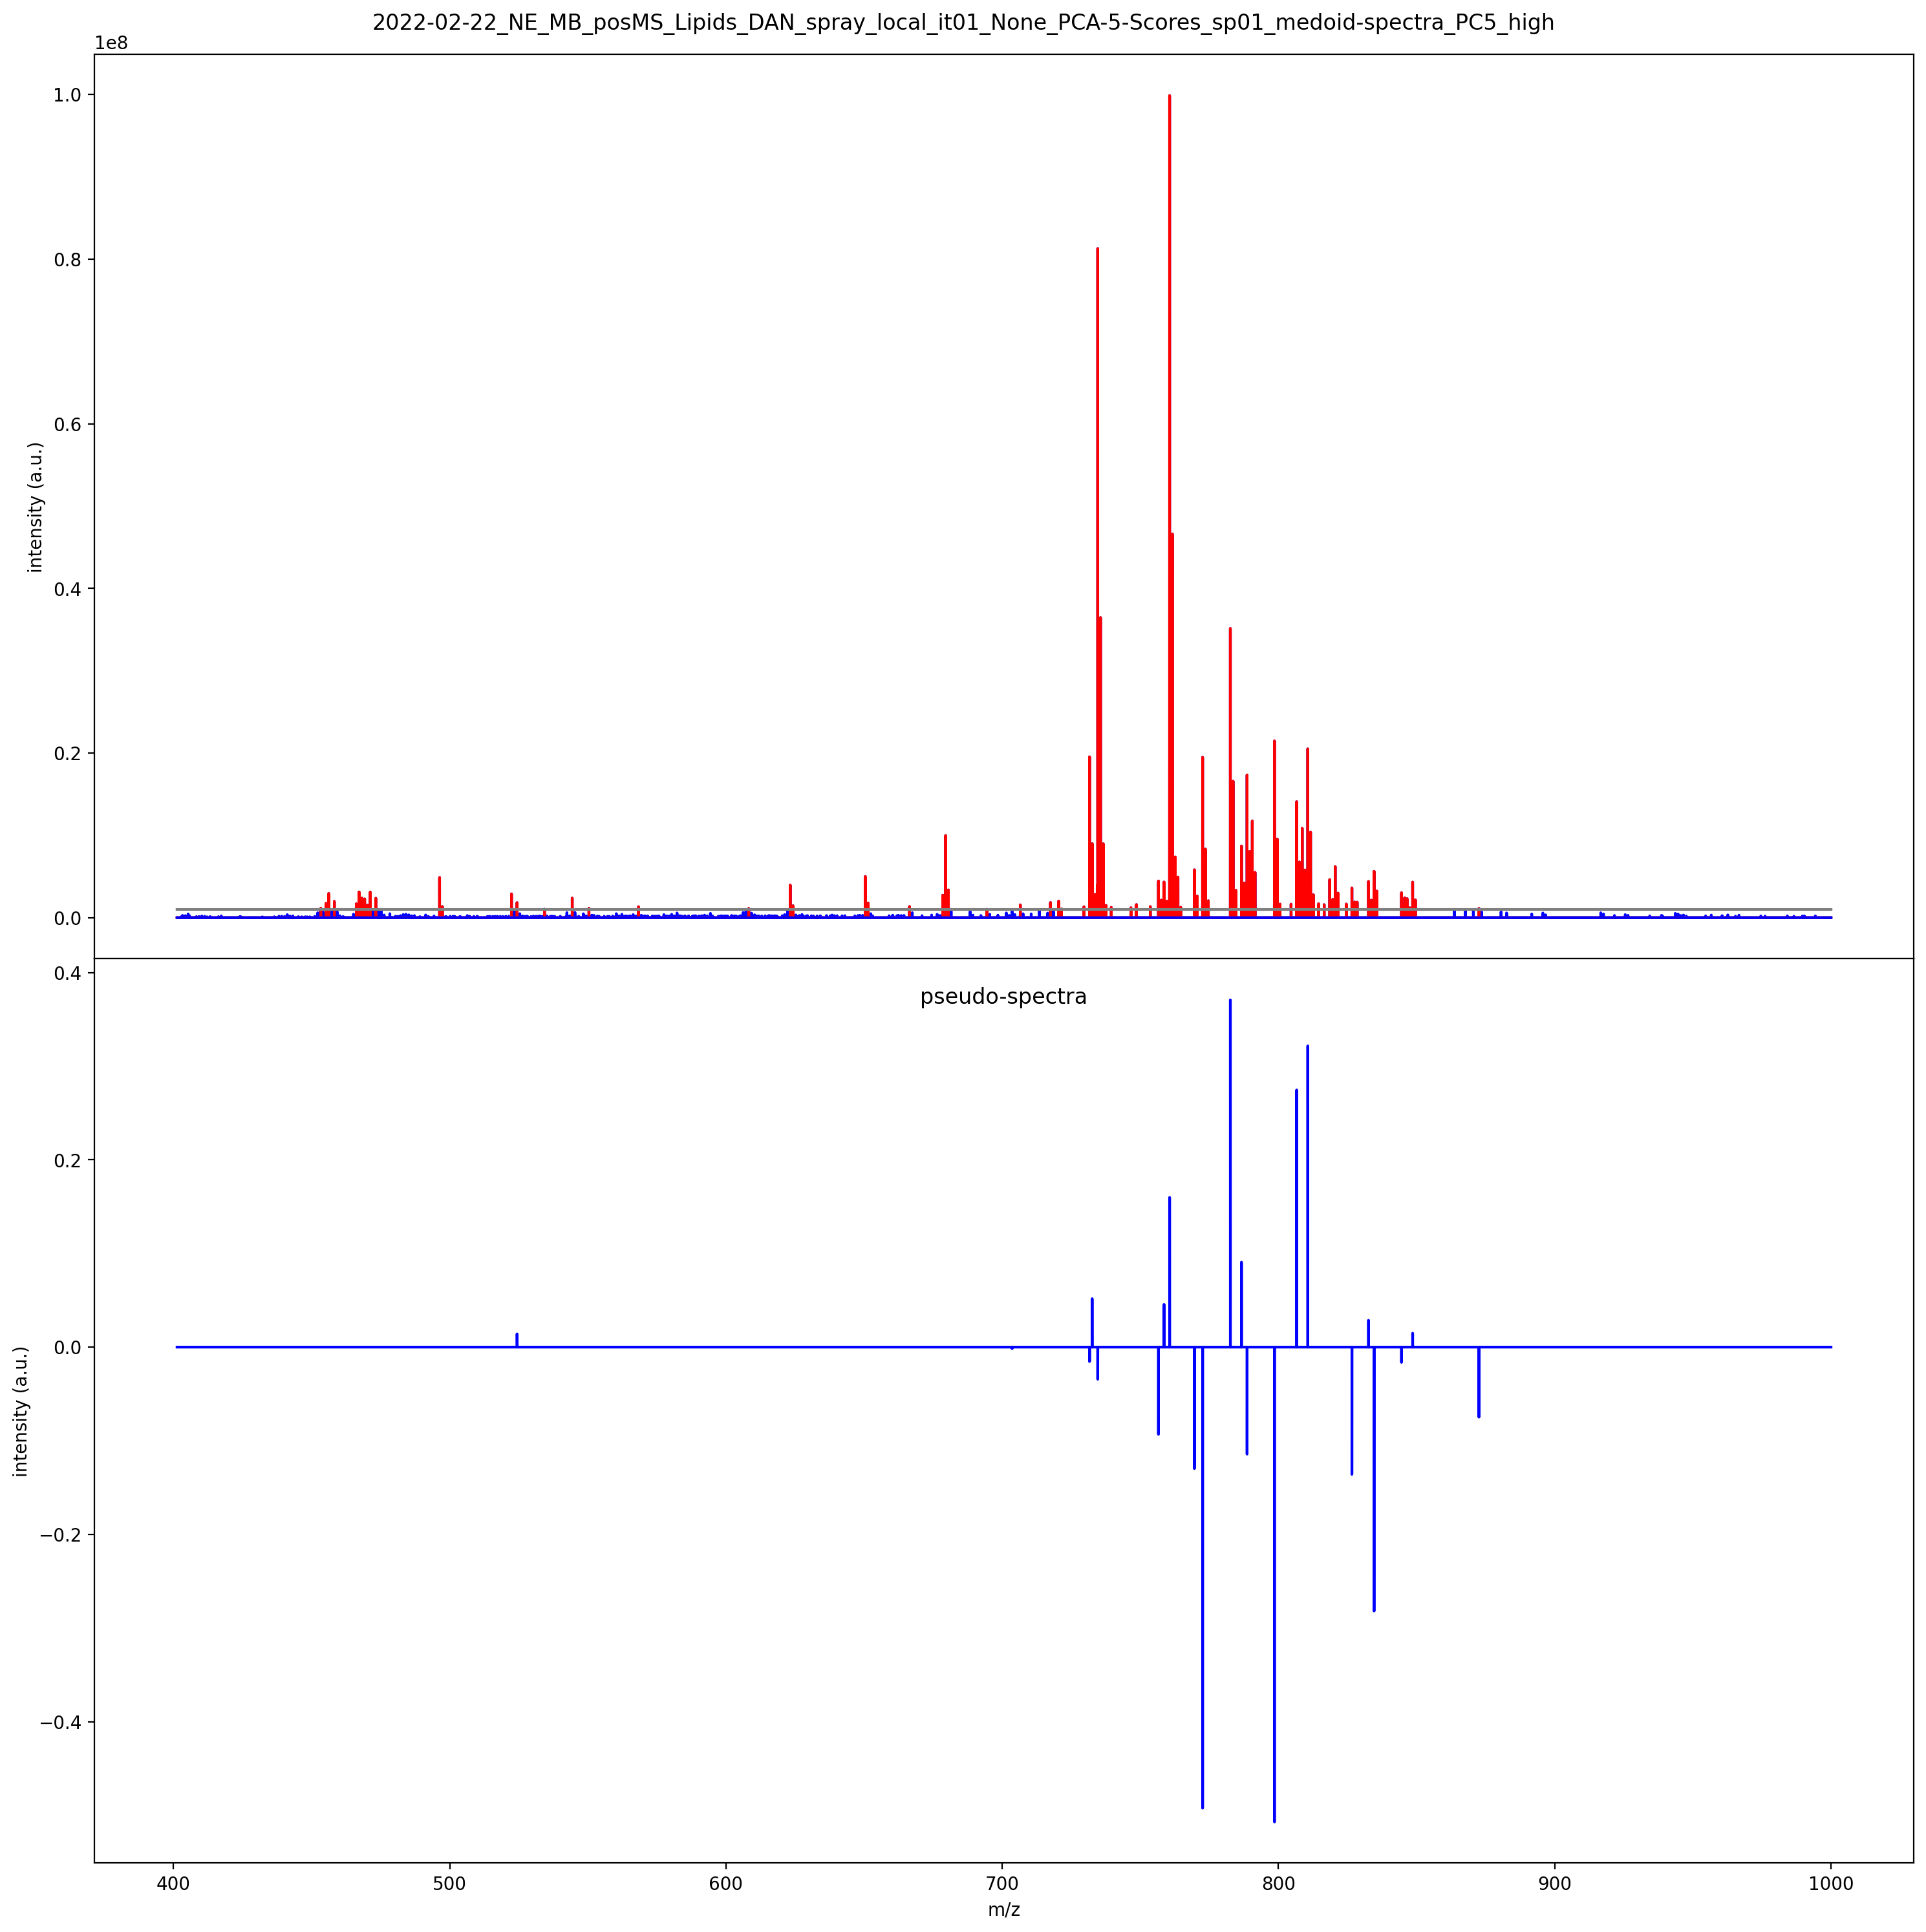 2022-02-22_NE_MB_posMS_Lipids_DAN_spray_local_it01_None_PCA-5-Scores_sp01_medoid-spectra_PC5_high
1e8
1.0
0.8
0.6
0.4
0.2
0.0
intensity (a.u.)
pseudo-spectra
0.4
0.2
0.0
−0.2
−0.4
intensity (a.u.)
400 500 600 700 800 900 1000
m/z